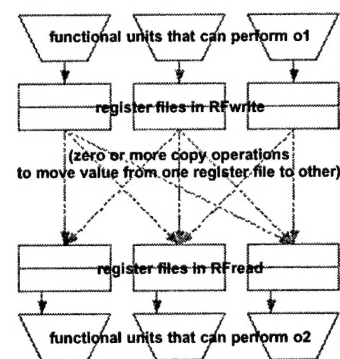 functional units that can perform o1
register files in RFwrite
(zero or more copy operations
to move value from one register file to other)
register files in RFread
functional units that can perform o2